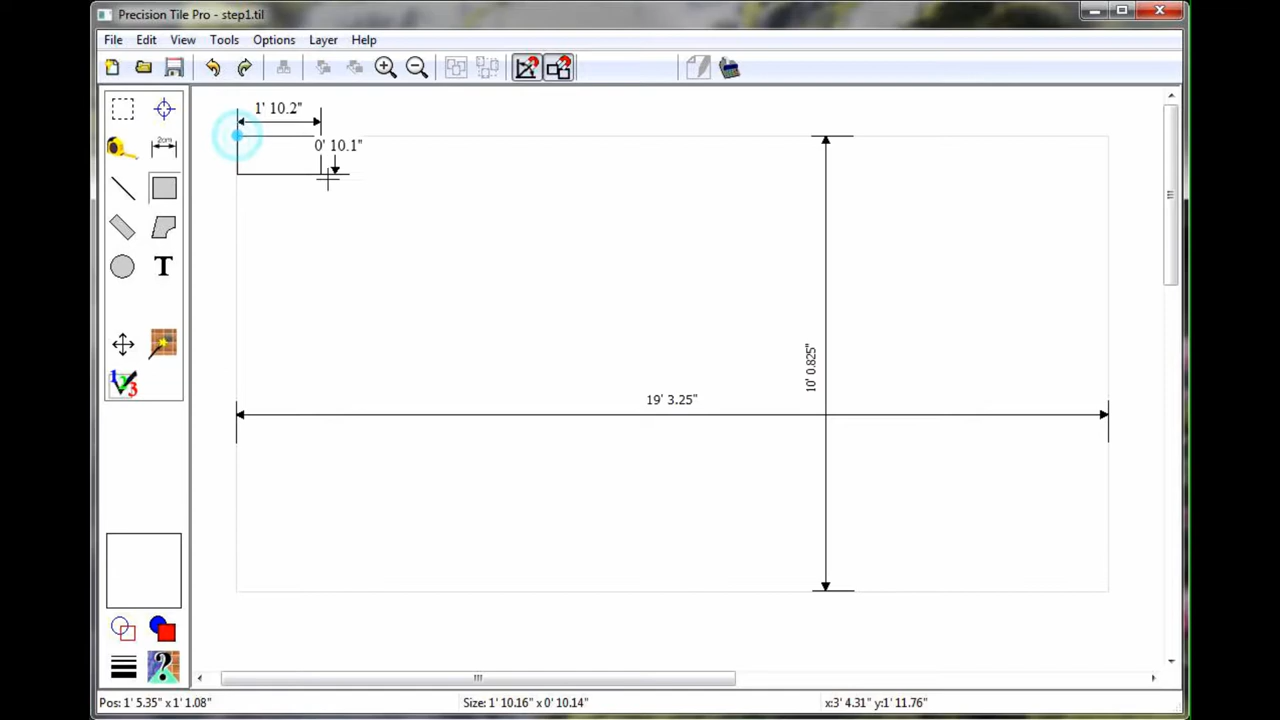 Precision Tile Pro - step1.til
File Edit View Tools Options Layer Help
1' 10.2"
0' 10.1"
2cm
T
10' 0.825"
19' 3.25"
123
?
Pos: 1' 5.35" x 1' 1.08" Size: 1' 10.16" x 0' 10.14" x:3' 4.31" y:1' 11.76"